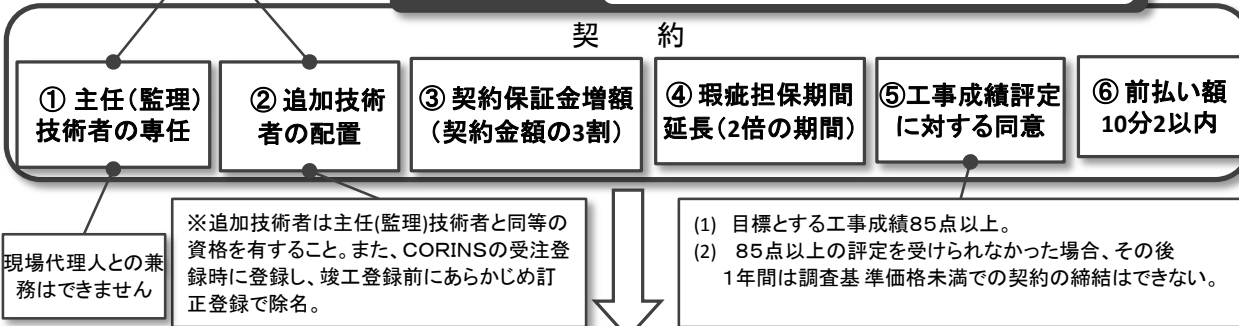 契　約
① 主任(監理)
技術者の専任
② 追加技術
者の配置
③ 契約保証金増額
(契約金額の3割)
④ 瑕疵担保期間
延長(2倍の期間)
⑤工事成績評定
に対する同意
⑥ 前払い額
10分2以内
現場代理人との兼
務はできません
※追加技術者は主任(監理)技術者と同等の
資格を有すること。また、CORINSの受注登
録時に登録し、竣工登録前にあらかじめ訂
正登録で除名。
(1) 目標とする工事成績85点以上。
(2) 85点以上の評定を受けられなかった場合、その後
1年間は調査基 準価格未満での契約の締結はできない。